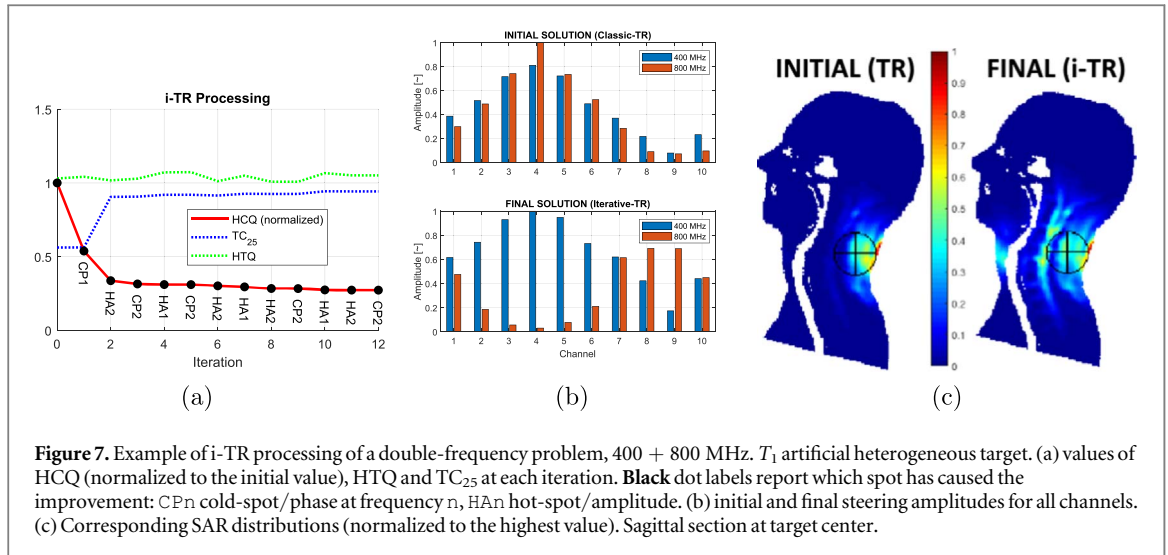 i-TR Processing
1.5
1
0.5
0
HCQ (normalized)
TC25
HTQ
CP1
HA2
CP2
HA1
CP2
HA2
HA1
HA2
CP2
HA1
HA2
CP2
0 2 4 6 8 10 12
Iteration
(a)
INITIAL SOLUTION (Classic-TR)
Amplitude [~]
1
0.8
0.6
0.4
0.2
0
400 MHz
800 MHz
1 2 3 4 5 6 7 8 9 10
FINAL SOLUTION (Iterative-TR)
Amplitude [~]
1
0.8
0.6
0.4
0.2
0
400 MHz
800 MHz
1 2 3 4 5 6 7 8 9 10
Channel
(b)
INITIAL (TR)
FINAL (i-TR)
1
0.9
0.8
0.7
0.6
0.5
0.4
0.3
0.2
0.1
0
(c)
Figure 7. Example of i-TR processing of a double-frequency problem, 400 + 800 MHz. T1 artificial heterogeneous target. (a) values of
HCQ (normalized to the initial value), HTQ and TC25 at each iteration. Black dot labels report which spot has caused the
improvement: CPn cold-spot/phase at frequency n, HAn hot-spot/amplitude. (b) initial and final steering amplitudes for all channels.
(c) Corresponding SAR distributions (normalized to the highest value). Sagittal section at target center.